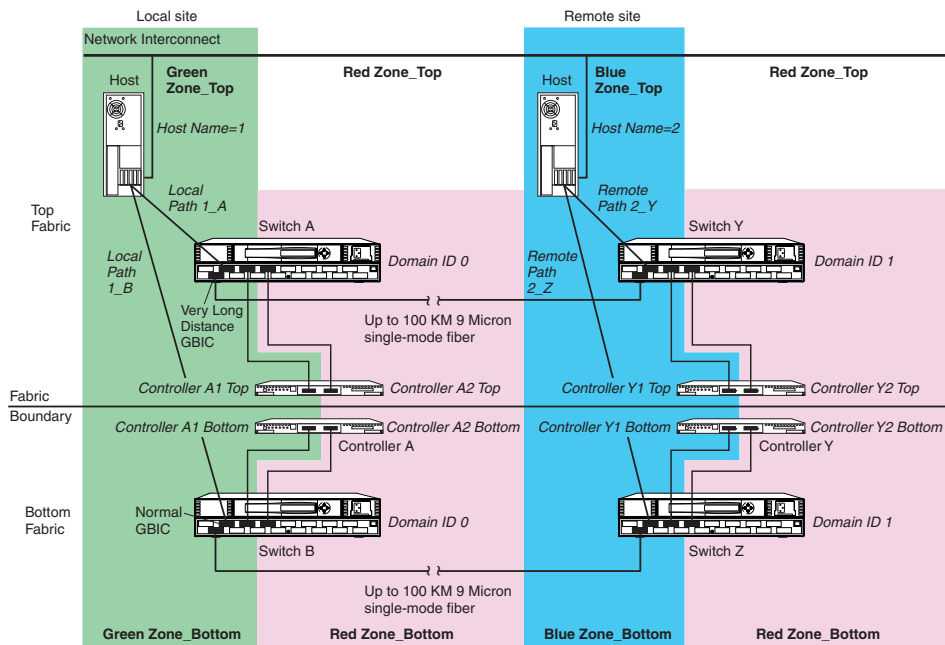 Local site
Remote site
Network Interconnect
Host
Green
Zone_Top
Red Zone_Top
Host
Blue
Zone_Top
Red Zone_Top
Host Name=1
Host Name=2
Local
Path 1_A
Remote
Path 2_Y
Top
Fabric
Switch A
Switch Y
Local
Path
1_B
Domain ID 0
Remote
Path
2_Z
Domain ID 1
Very Long
Distance
GBIC
Up to 100 KM 9 Micron
single-mode fiber
Controller A1 Top
Controller A2 Top
Controller Y1 Top
Controller Y2 Top
Fabric
Boundary
Controller A1 Bottom
Controller A2 Bottom
Controller Y1 Bottom
Controller Y2 Bottom
Controller A
Controller Y
Bottom
Fabric
Normal
GBIC
Domain ID 0
Domain ID 1
Switch B
Switch Z
Up to 100 KM 9 Micron
single-mode fiber
Green Zone_Bottom
Red Zone_Bottom
Blue Zone_Bottom
Red Zone_Bottom